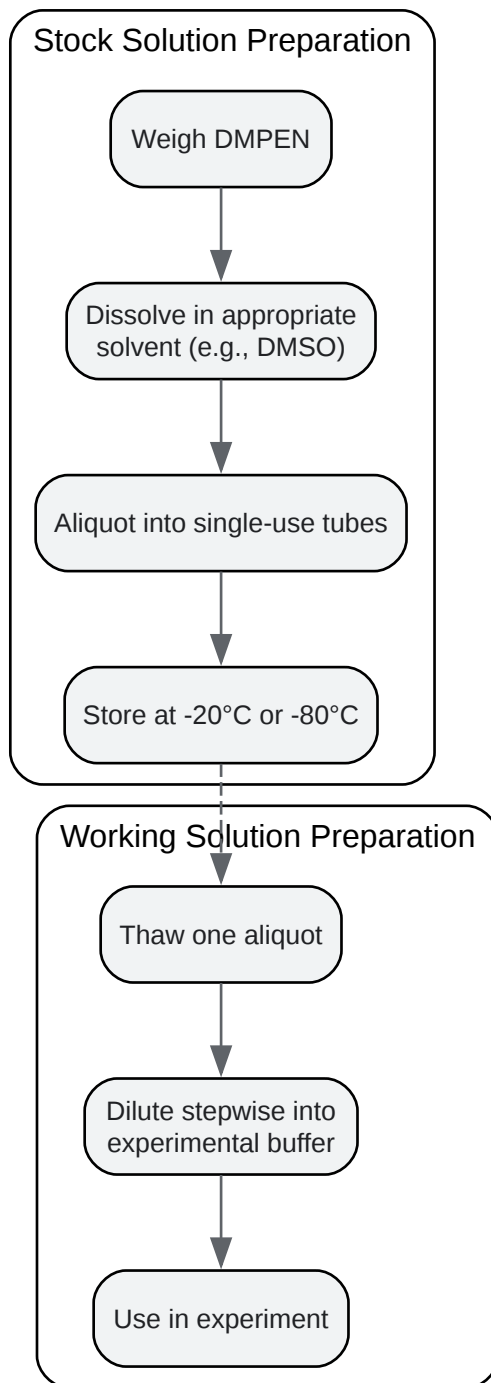 Stock Solution Preparation
Weigh DMPEN
Dissolve in appropriate
solvent (e.g., DMSO)
Aliquot into single-use tubes
Store at -20°C or -80°C
Working Solution Preparation
Thaw one aliquot
Dilute stepwise into
experimental buffer
Use in experiment